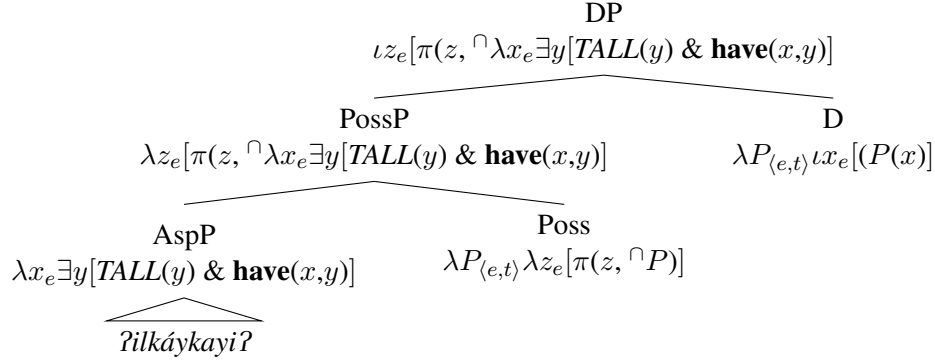 DP
ιz_e[π(z, ^∩λx_e∃y[TALL(y) & have(x,y)]
PossP D
λz_e[π(z, ^∩λx_e∃y[TALL(y) & have(x,y)] λP_⟨e,t⟩ιx_e[(P(x)]
AspP Poss
λx_e∃y[TALL(y) & have(x,y)] λP_⟨e,t⟩λz_e[π(z, ^∩P)]
ʔilkáykayiʔ